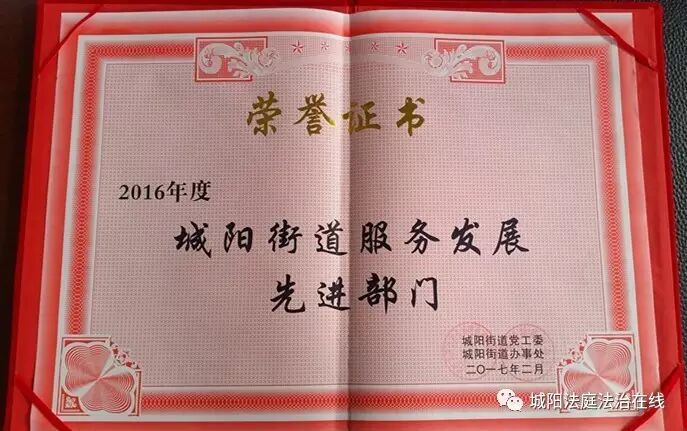 荣誉证书
2016年度
城阳街道服务发展
先进部门
城阳街道党工委
城阳街道办事处
二〇一七年二月
城阳法庭法治在线